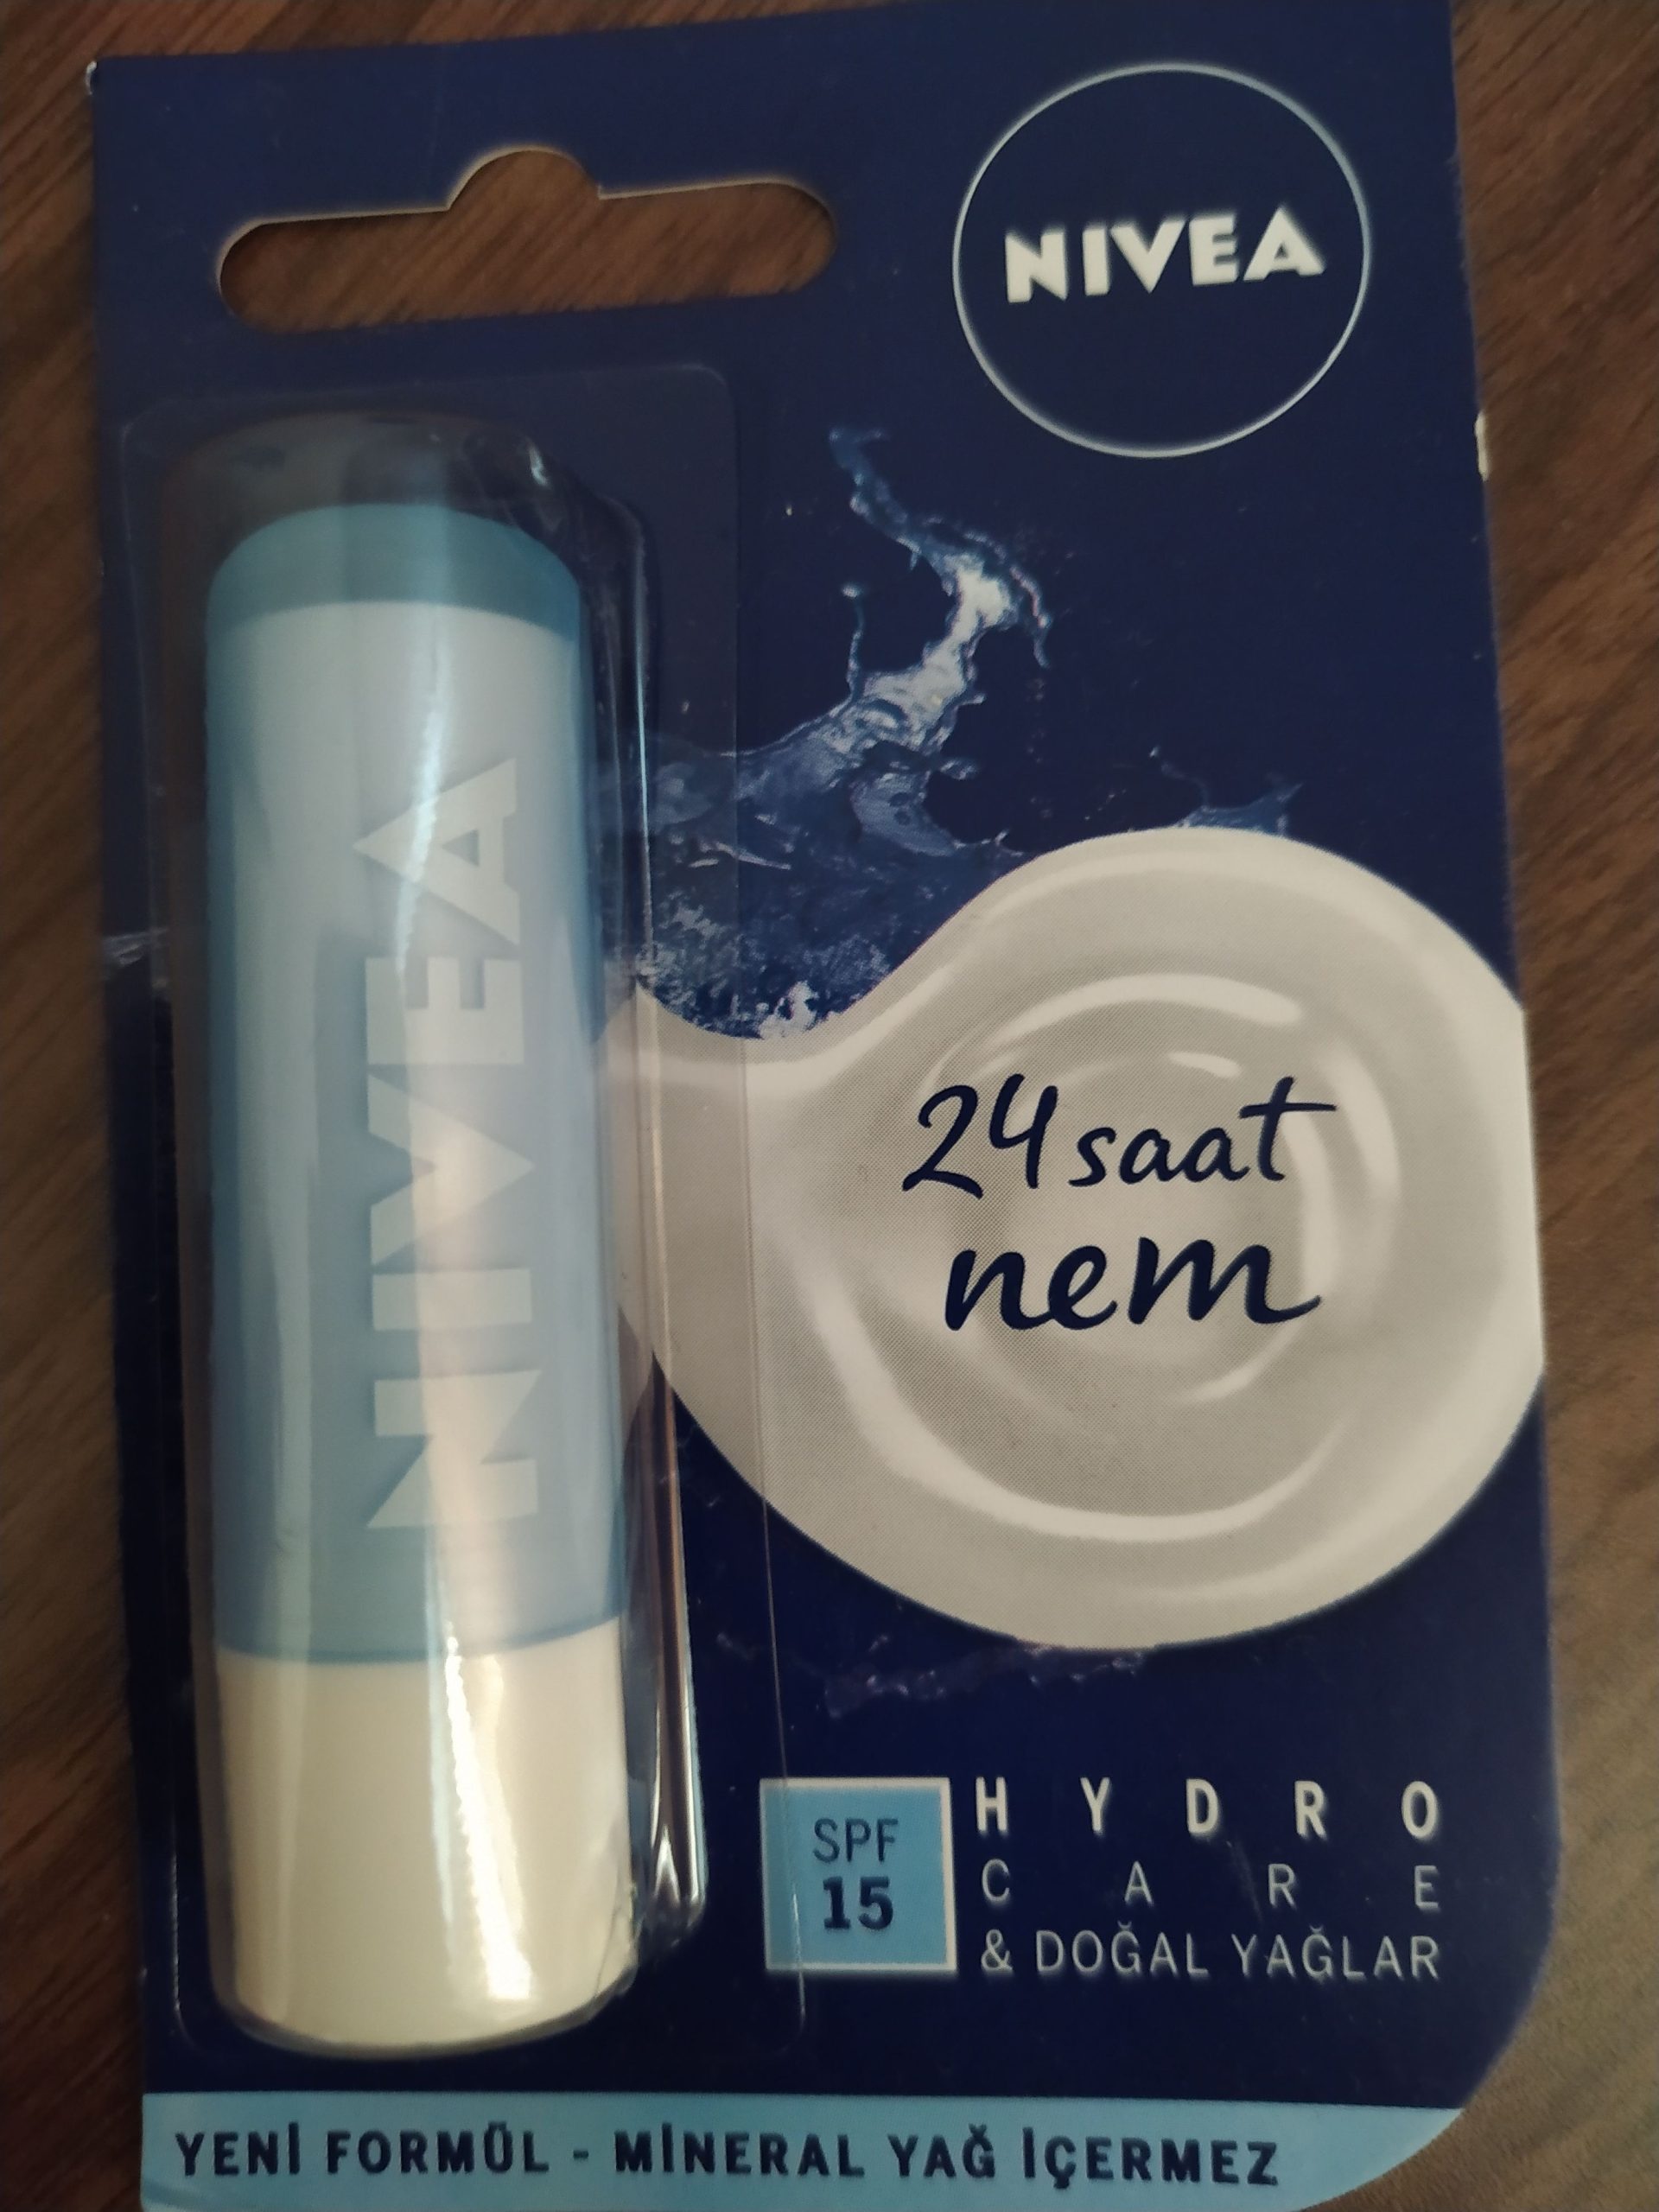 NIVEA
NIVEA
24 saat
nem
SPF
15
HYDRO
CARE
& DOĞAL YAĞLAR
YENİ FORMÜL - MİNERAL YAĞ İÇERMEZ